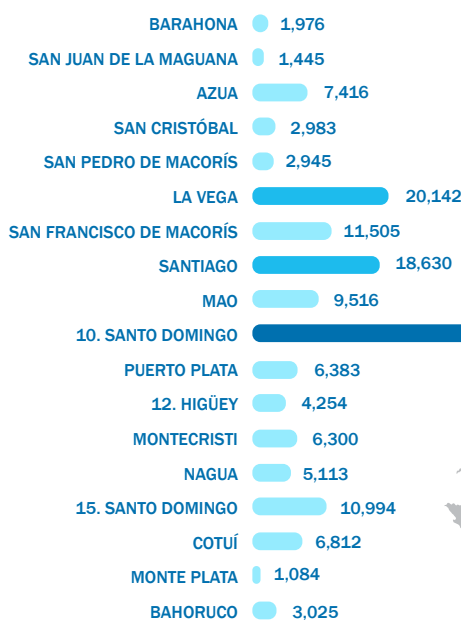 BARAHONA 1,976
SAN JUAN DE LA MAGUANA 1,445
AZUA 7,416
SAN CRISTÓBAL 2,983
SAN PEDRO DE MACORÍS 2,945
LA VEGA 20,142
SAN FRANCISCO DE MACORÍS 11,505
SANTIAGO 18,630
MAO 9,516
10. SANTO DOMINGO
PUERTO PLATA 6,383
12. HIGÜEY 4,254
MONTECRISTI 6,300
NAGUA 5,113
15. SANTO DOMINGO 10,994
COTUÍ 6,812
MONTE PLATA 1,084
BAHORUCO 3,025